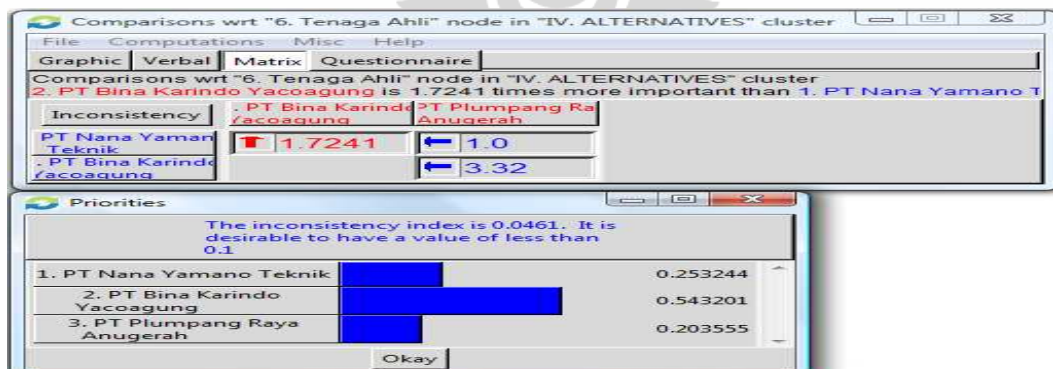 Comparisons wrt "6. Tenaga Ahli" node in "IV. ALTERNATIVES" cluster
File Computations Misc Help
Graphic Verbal Matrix Questionnaire
Comparisons wrt "6. Tenaga Ahli" node in "IV. ALTERNATIVES" cluster
2. PT Bina Karindo Yacoagung is 1.7241 times more important than 1. PT Nana Yamano T
Inconsistency
. PT Bina Karindo
Yacoagung
PT Plumpang Ra
Anugerah
PT Nana Yaman
Teknik
1.7241 1.0
. PT Bina Karindo
Yacoagung
3.32
Priorities
The inconsistency index is 0.0461. It is
desirable to have a value of less than
0.1
1. PT Nana Yamano Teknik 0.253244
2. PT Bina Karindo
Yacoagung
0.543201
3. PT Plumpang Raya
Anugerah
0.203555
Okay